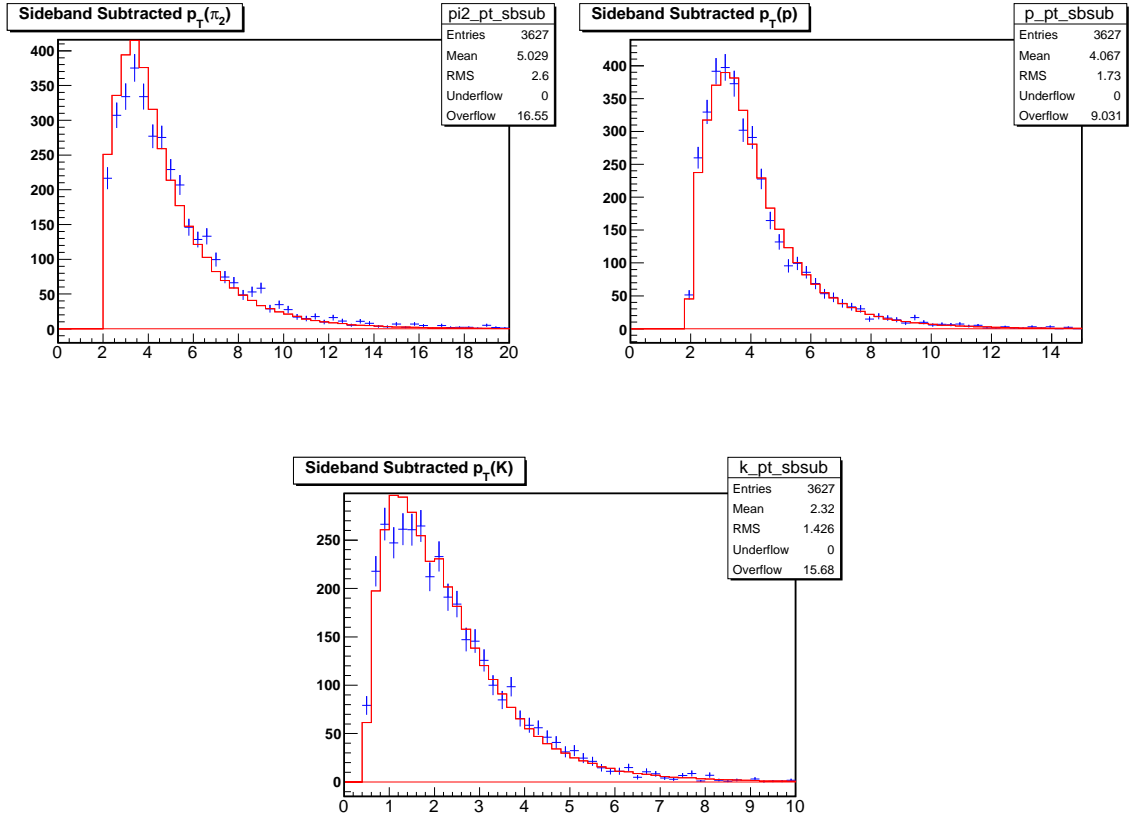 Sideband Subtracted p_T(π_2)
pi2_pt_sbsub
Entries 3627
Mean 5.029
RMS 2.6
Underflow 0
Overflow 16.55
400
350
300
250
200
150
100
50
0
0 2 4 6 8 10 12 14 16 18 20
Sideband Subtracted p_T(p)
p_pt_sbsub
Entries 3627
Mean 4.067
RMS 1.73
Underflow 0
Overflow 9.031
400
350
300
250
200
150
100
50
0
0 2 4 6 8 10 12 14
Sideband Subtracted p_T(K)
k_pt_sbsub
Entries 3627
Mean 2.32
RMS 1.426
Underflow 0
Overflow 15.68
250
200
150
100
50
0
0 1 2 3 4 5 6 7 8 9 10